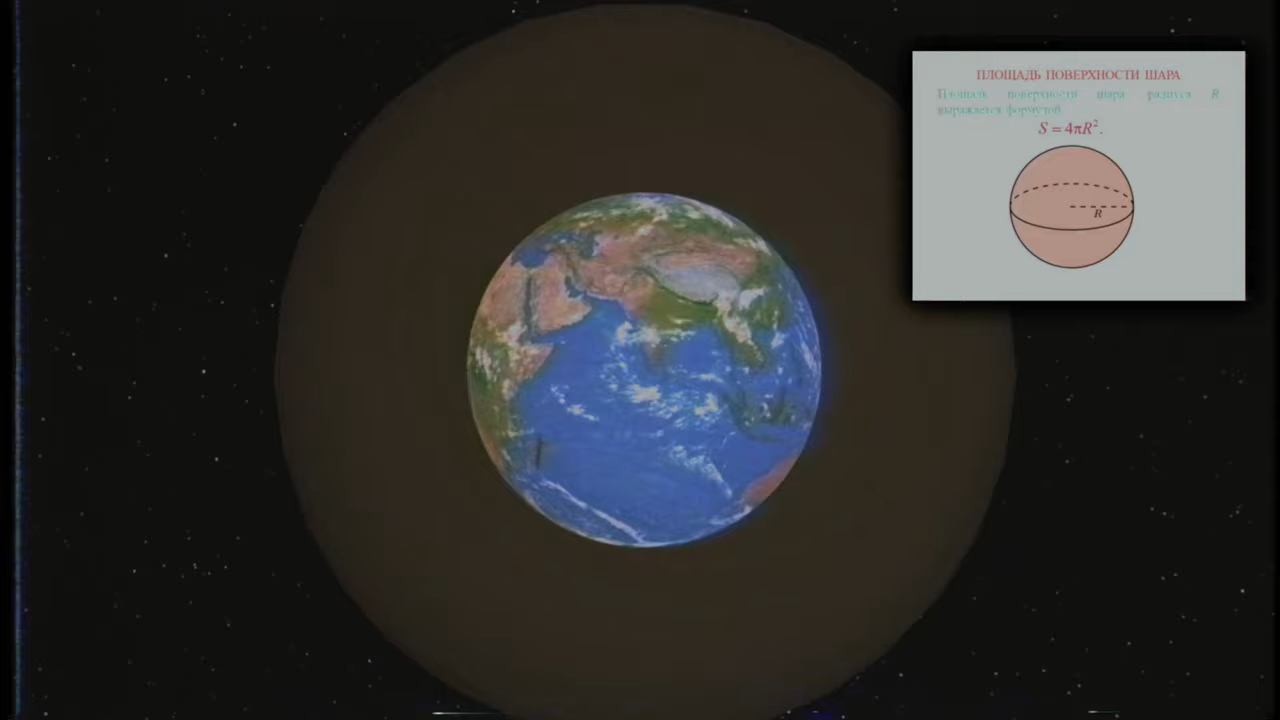 ПЛОЩАДЬ ПОВЕРХНОСТИ ШАРА
Площадь поверхности шара радиуса R
выражается формулой
S = 4πR².
R